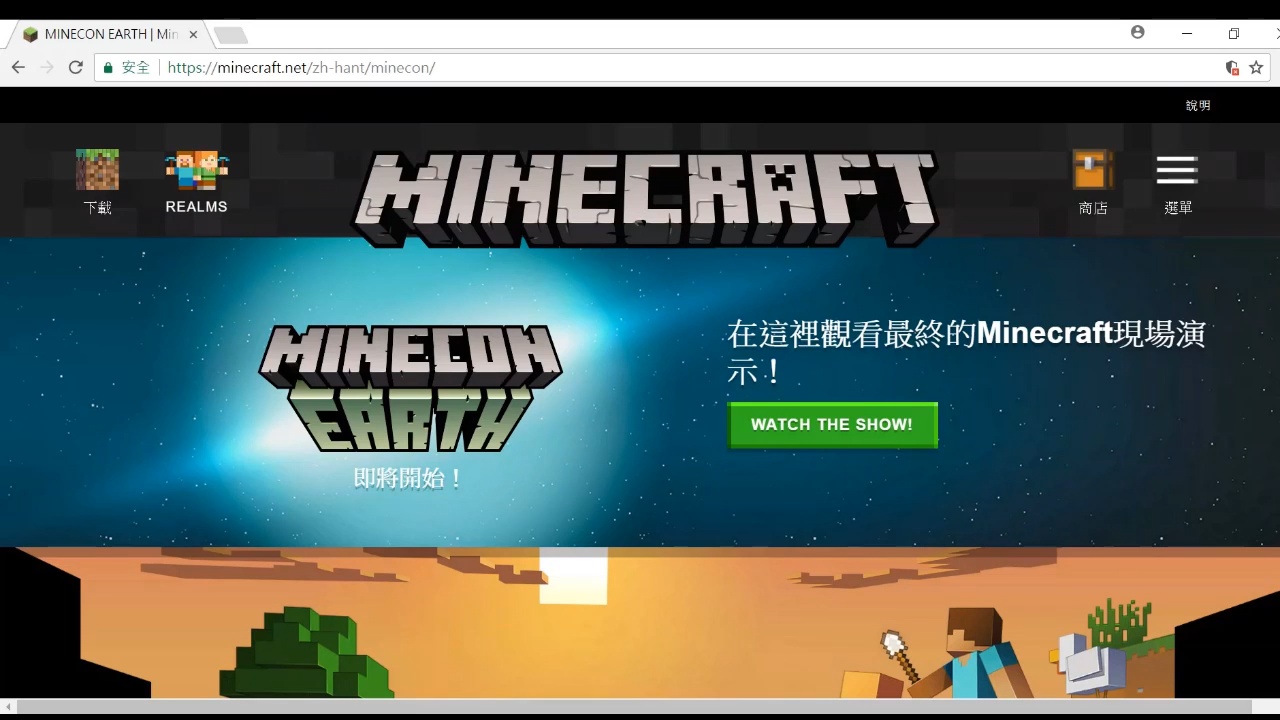 MINECON EARTH | Min
安全
https://minecraft.net/zh-hant/minecon/
說明
下載
REALMS
MINECRAFT
商店
選單
MINECON
EARTH
即將開始！
在這裡觀看最終的Minecraft現場演
示！
WATCH THE SHOW!